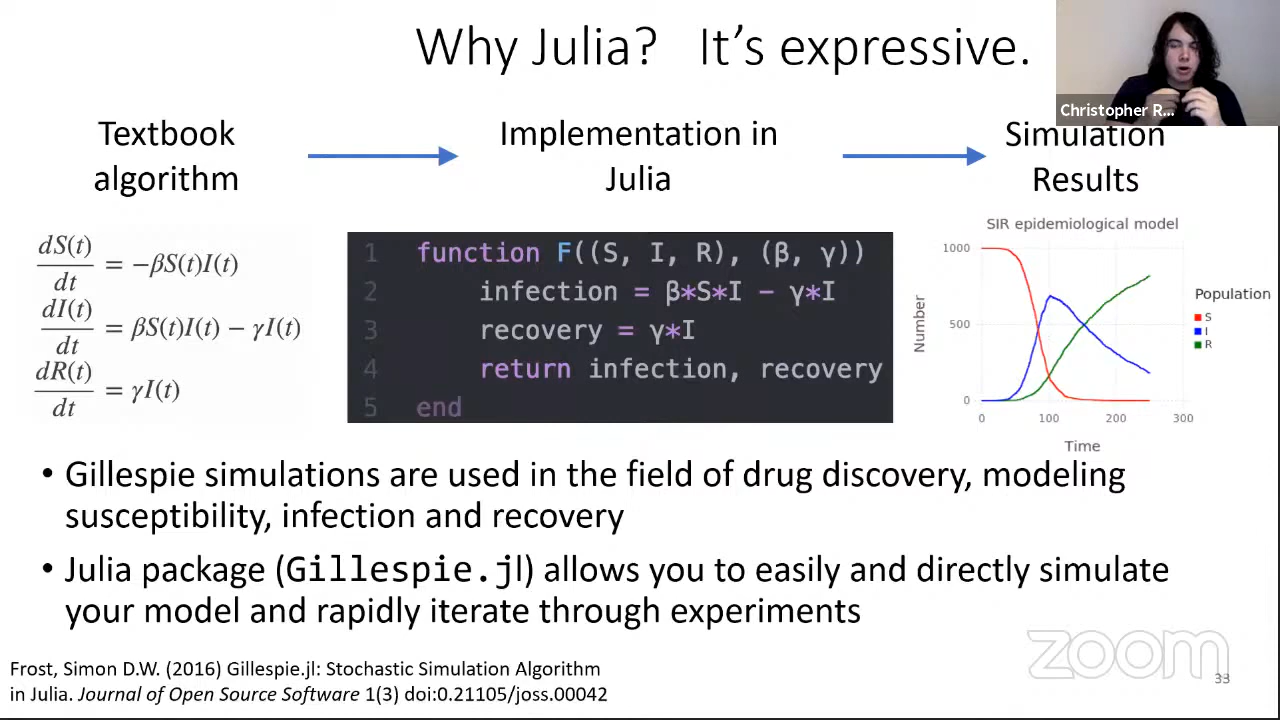 Why Julia? It's expressive.
Christopher R...
Textbook
algorithm
Implementation in
Julia
Simulation
Results
dS(t)
dt
= −βS(t)I(t)
dI(t)
dt
= βS(t)I(t) − γI(t)
dR(t)
dt
= γI(t)
1 function F((S, I, R), (β, γ))
2 infection = β*S*I − γ*I
3 recovery = γ*I
4 return infection, recovery
5 end
SIR epidemiological model
1000
500
0
Number
0 100 200 300
Time
Population
S
I
R
• Gillespie simulations are used in the field of drug discovery, modeling
susceptibility, infection and recovery
• Julia package (Gillespie.jl) allows you to easily and directly simulate
your model and rapidly iterate through experiments
Frost, Simon D.W. (2016) Gillespie.jl: Stochastic Simulation Algorithm
in Julia. Journal of Open Source Software 1(3) doi:0.21105/joss.00042
zoom
33